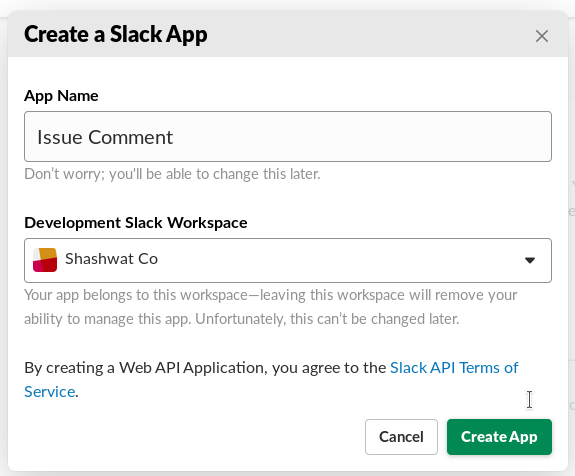 Create a Slack App
App Name
Issue Comment
Don't worry; you'll be able to change this later.
Development Slack Workspace
Shashwat Co
Your app belongs to this workspace—leaving this workspace will remove your
ability to manage this app. Unfortunately, this can't be changed later.
By creating a Web API Application, you agree to the Slack API Terms of
Service.
Cancel
Create App